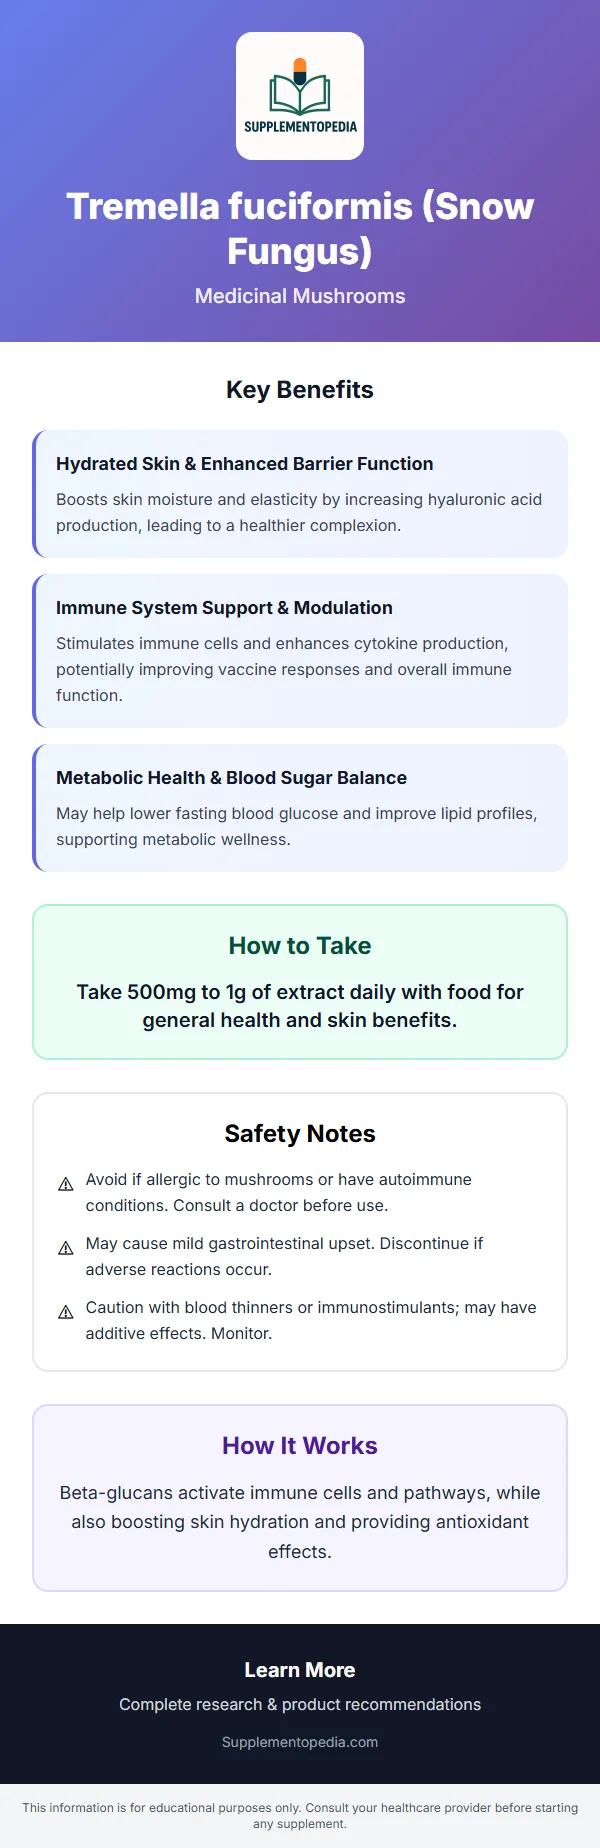 SUPPLEMENTOPEDIA
Tremella fuciformis (Snow
Fungus)
Medicinal Mushrooms
Key Benefits
Hydrated Skin & Enhanced Barrier Function
Boosts skin moisture and elasticity by increasing hyaluronic acid
production, leading to a healthier complexion.
Immune System Support & Modulation
Stimulates immune cells and enhances cytokine production,
potentially improving vaccine responses and overall immune
function.
Metabolic Health & Blood Sugar Balance
May help lower fasting blood glucose and improve lipid profiles,
supporting metabolic wellness.
How to Take
Take 500mg to 1g of extract daily with food for
general health and skin benefits.
Safety Notes
Avoid if allergic to mushrooms or have autoimmune
conditions. Consult a doctor before use.
May cause mild gastrointestinal upset. Discontinue if
adverse reactions occur.
Caution with blood thinners or immunostimulants; may have
additive effects. Monitor.
How It Works
Beta-glucans activate immune cells and pathways, while
also boosting skin hydration and providing antioxidant
effects.
Learn More
Complete research & product recommendations
Supplementopedia.com
This information is for educational purposes only. Consult your healthcare provider before starting
any supplement.